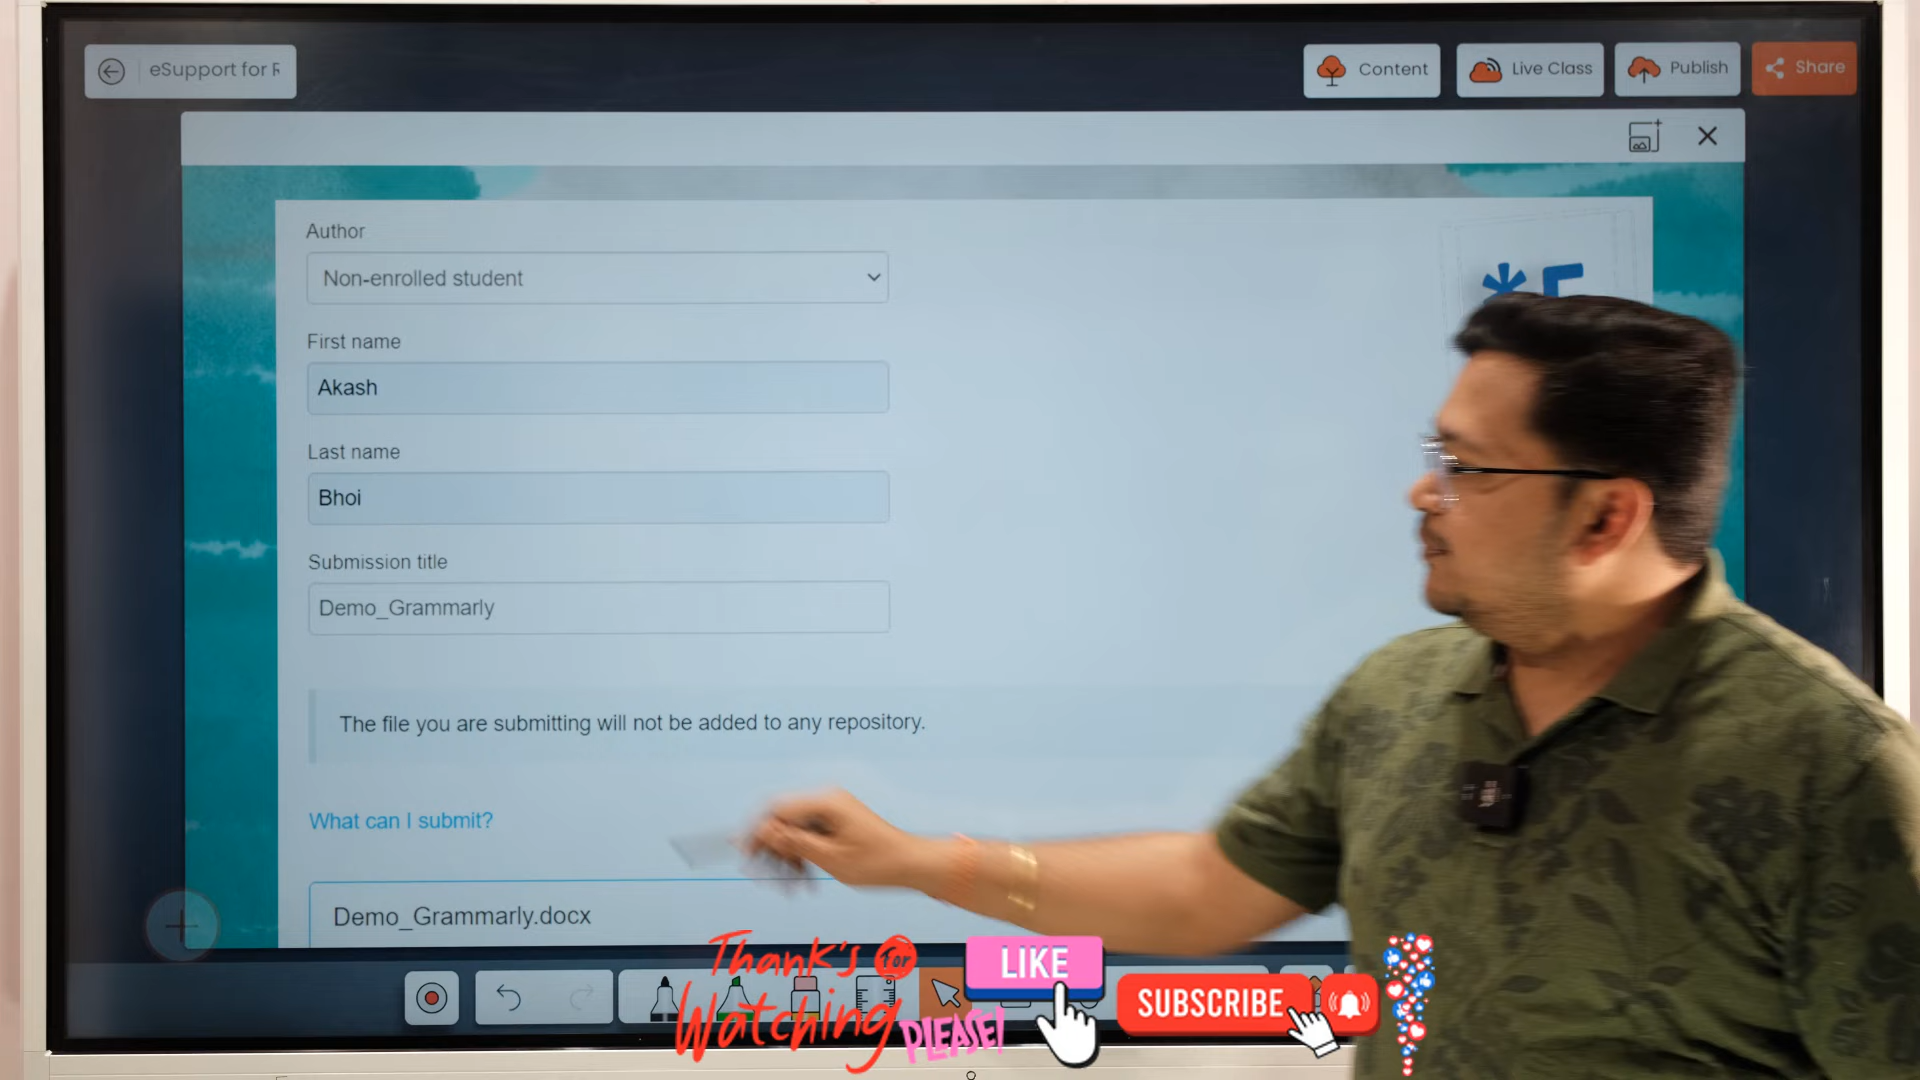 eSupport for R
Content
Live Class
Publish
Share
Author
Non-enrolled student
First name
Akash
Last name
Bhoi
Submission title
Demo_Grammarly
The file you are submitting will not be added to any repository.
What can I submit?
Demo_Grammarly.docx
Thank's for
Watching
PLEASE!
LIKE
SUBSCRIBE